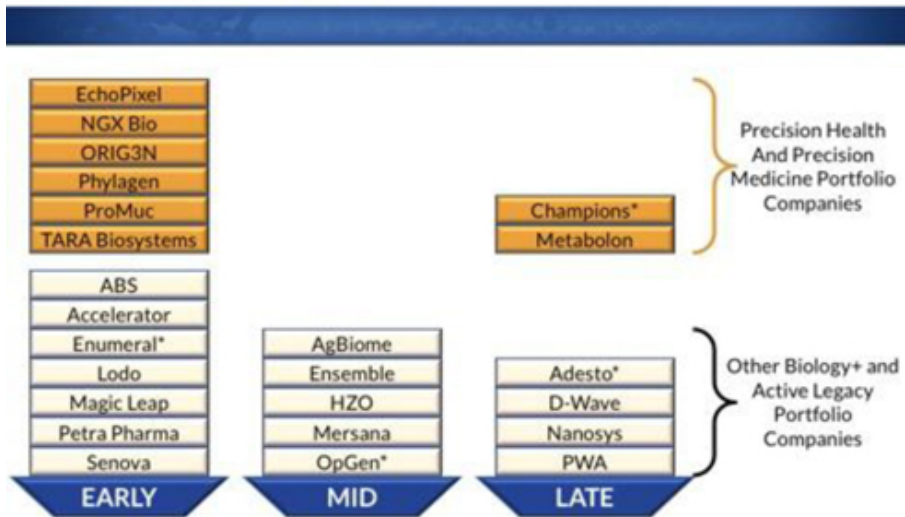 EchoPixel
NGX Bio
ORIG3N
Phylagen
ProMuc
TARA Biosystems
Champions*
Metabolon
Precision Health
And Precision
Medicine Portfolio
Companies
ABS
Accelerator
Enumeral*
Lodo
Magic Leap
Petra Pharma
Senova
EARLY
AgBiome
Ensemble
HZO
Mersana
OpGen*
MID
Adesto*
D-Wave
Nanosys
PWA
LATE
Other Biology+ and
Active Legacy
Portfolio
Companies